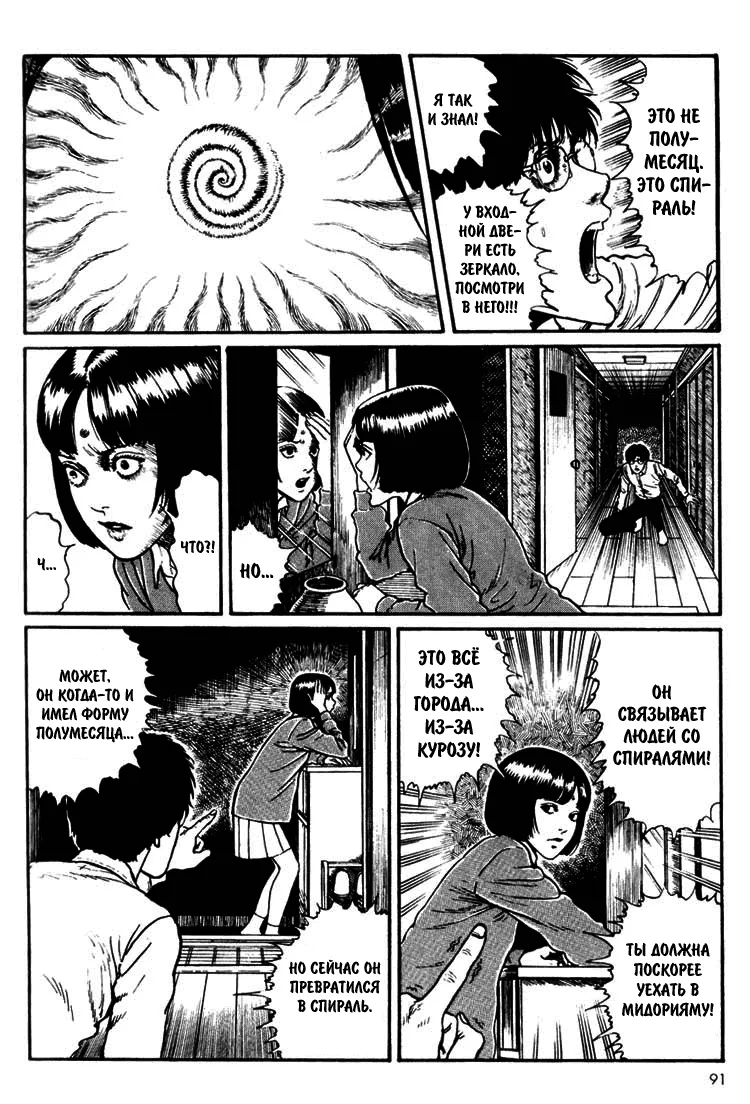 Я ТАК
И ЗНАЛ!
ЭТО НЕ
ПОЛУ-
МЕСЯЦ.
ЭТО СПИ-
РАЛЬ!
У ВХОД-
НОЙ ДВЕ-
РИ ЕСТЬ
ЗЕРКАЛО,
ПОСМОТРИ
В НЕГО!!!
Ч...
ЧТО?!
НО...
МОЖЕТ,
ОН КОГДА-ТО И
ИМЕЛ ФОРМУ
ПОЛУМЕСЯЦА...
НО СЕЙЧАС ОН
ПРЕВРАТИЛСЯ
В СПИРАЛЬ.
ЭТО ВСЁ
ИЗ-ЗА
ГОРОДА...
ИЗ-ЗА
КУРОЗУ!
ОН
СВЯЗЫВАЕТ
ЛЮДЕЙ СО
СПИРАЛЯМИ!
ТЫ ДОЛЖНА
ПОСКОРЕЕ
УЕХАТЬ В
МИДОРИЯМУ!
91